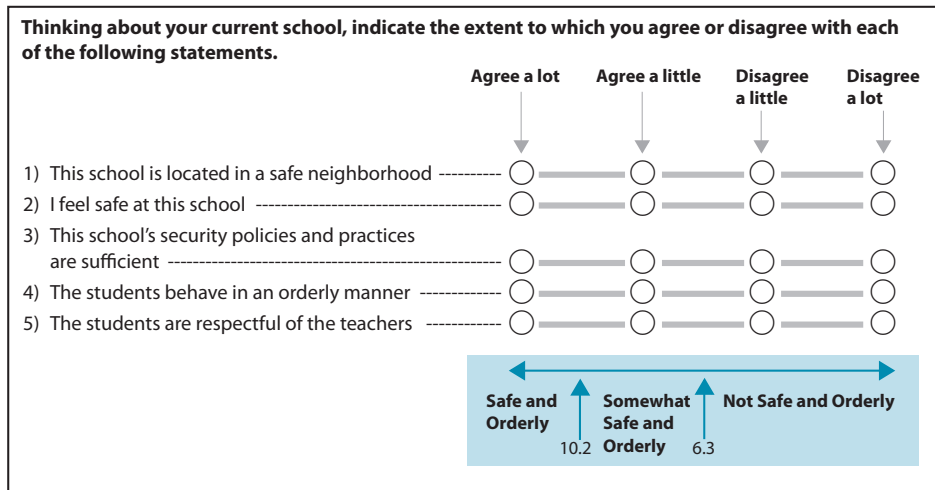 Thinking about your current school, indicate the extent to which you agree or disagree with each
of the following statements.
Agree a lot Agree a little Disagree a little Disagree a lot
1) This school is located in a safe neighborhood
2) I feel safe at this school
3) This school's security policies and practices
are sufficient
4) The students behave in an orderly manner
5) The students are respectful of the teachers
Safe and Orderly Somewhat Safe and Orderly Not Safe and Orderly
10.2 6.3